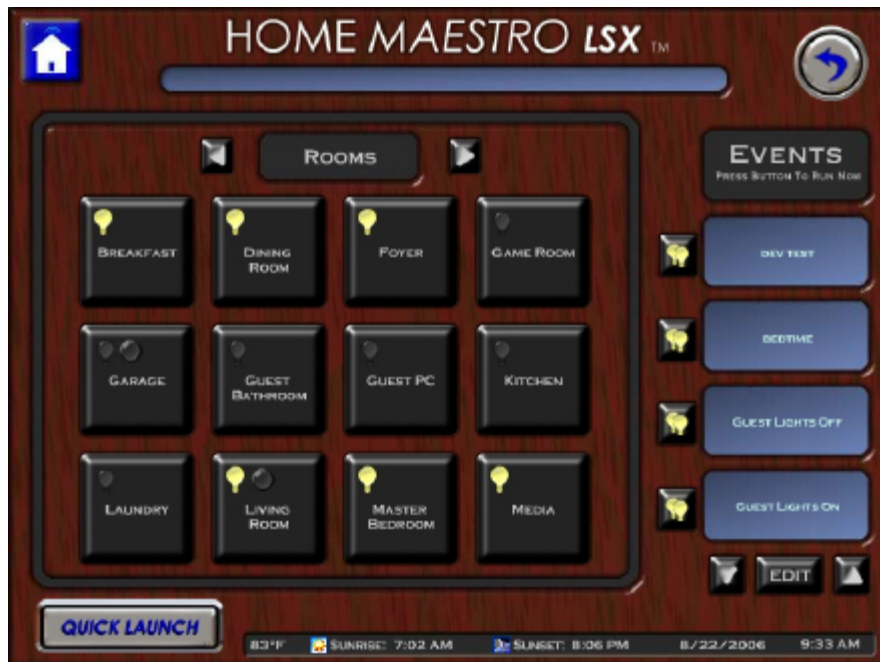 HOME MAESTRO LSX TM
ROOMS
EVENTS
PRESS BUTTON TO RUN NOW
BREAKFAST
DINING
ROOM
FOYER
GAME ROOM
DEV TEST
BEDTIME
GARAGE
GUEST
BATHROOM
GUEST PC
KITCHEN
GUEST LIGHTS OFF
LAUNDRY
LIVING
ROOM
MASTER
BEDROOM
MEDIA
GUEST LIGHTS ON
EDIT
QUICK LAUNCH
83°F SUNRISE: 7:02 AM SUNSET: 8:06 PM 8/22/2006 9:33 AM